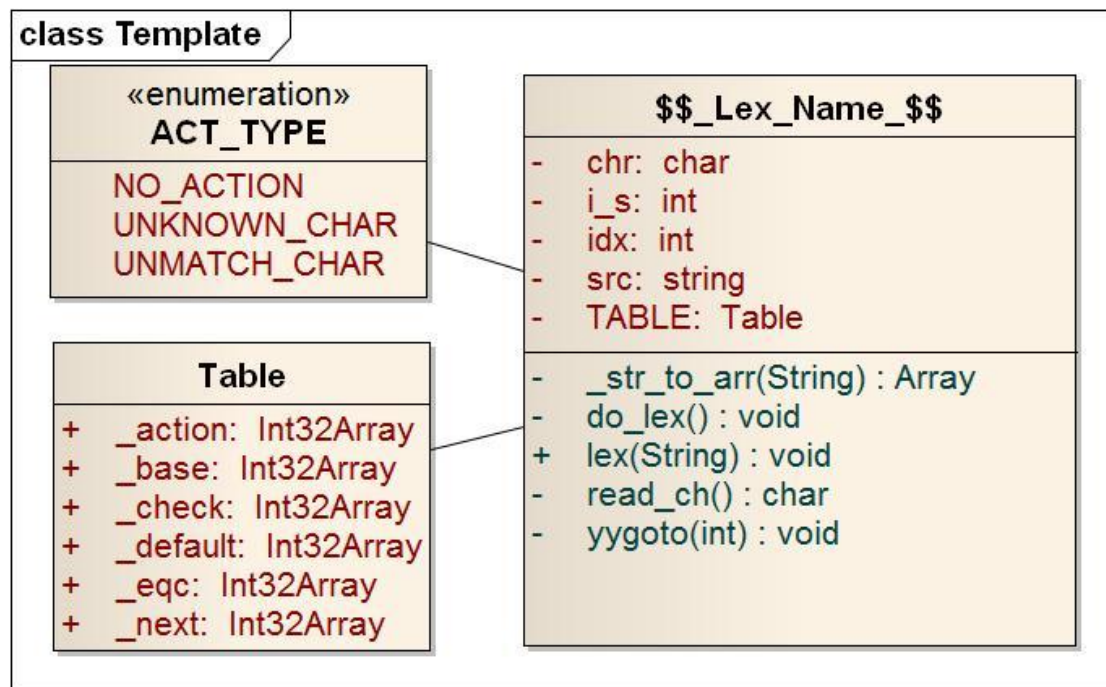 class Template
«enumeration»
ACT_TYPE
NO_ACTION
UNKNOWN_CHAR
UNMATCH_CHAR
Table
+ _action: Int32Array
+ _base: Int32Array
+ _check: Int32Array
+ _default: Int32Array
+ _eqc: Int32Array
+ _next: Int32Array
$$_Lex_Name_$$
- chr: char
- i_s: int
- idx: int
- src: string
- TABLE: Table
- _str_to_arr(String) : Array
- do_lex() : void
+ lex(String) : void
- read_ch() : char
- yygoto(int) : void